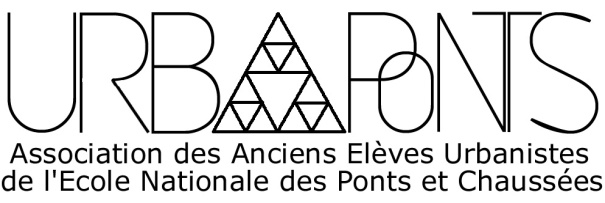 URBAPONTS
Association des Anciens Elèves Urbanistes
de l'Ecole Nationale des Ponts et Chaussées